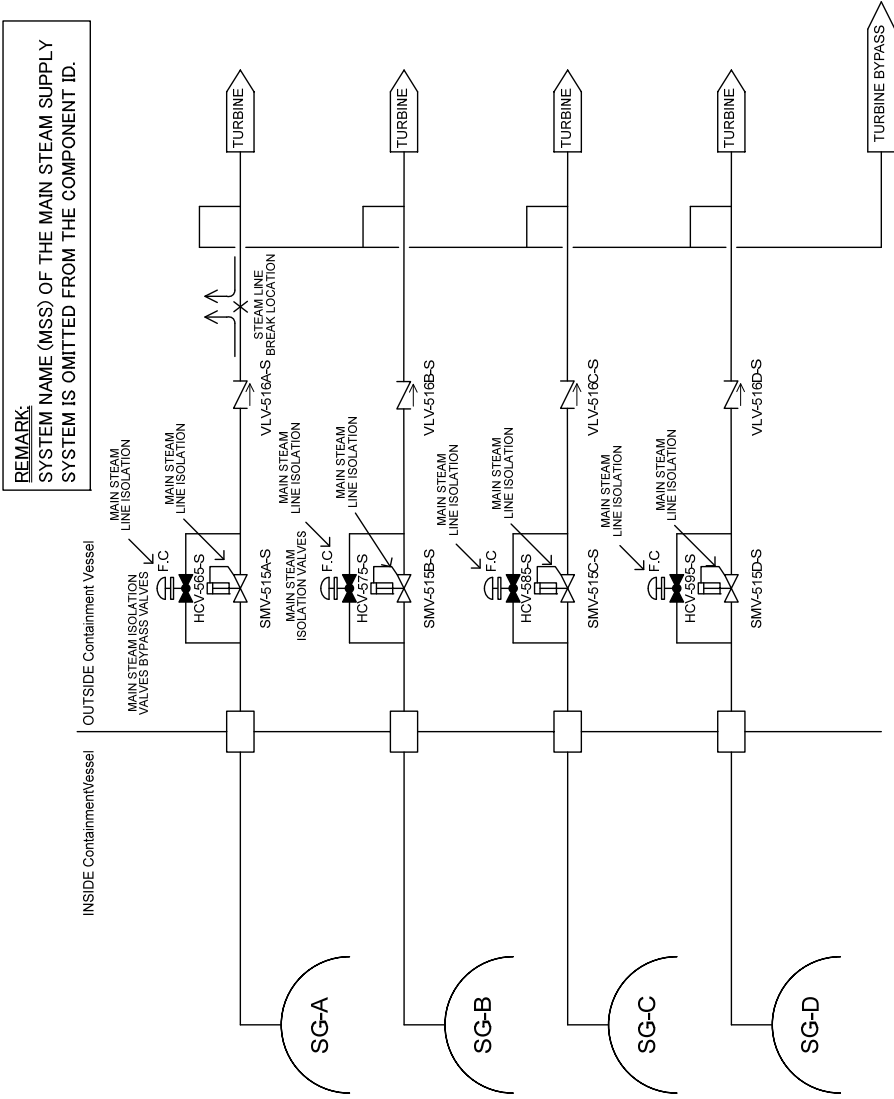 REMARK:
SYSTEM NAME (MSS) OF THE MAIN STEAM SUPPLY
SYSTEM IS OMITTED FROM THE COMPONENT ID.
INSIDE ContainmentVessel
OUTSIDE Containment Vessel
SG-A
MAIN STEAM ISOLATION
VALVES BYPASS VALVES
F.C
HCV-565-S
MAIN STEAM
LINE ISOLATION
MAIN STEAM
LINE ISOLATION
SMV-515A-S
VLV-516A-S
STEAM LINE
BREAK LOCATION
TURBINE
SG-B
MAIN STEAM
ISOLATION VALVES
F.C
HCV-575-S
MAIN STEAM
LINE ISOLATION
MAIN STEAM
LINE ISOLATION
SMV-515B-S
VLV-516B-S
TURBINE
SG-C
F.C
HCV-585-S
MAIN STEAM
LINE ISOLATION
MAIN STEAM
LINE ISOLATION
SMV-515C-S
VLV-516C-S
TURBINE
SG-D
F.C
HCV-595-S
MAIN STEAM
LINE ISOLATION
MAIN STEAM
LINE ISOLATION
SMV-515D-S
VLV-516D-S
TURBINE
TURBINE BYPASS